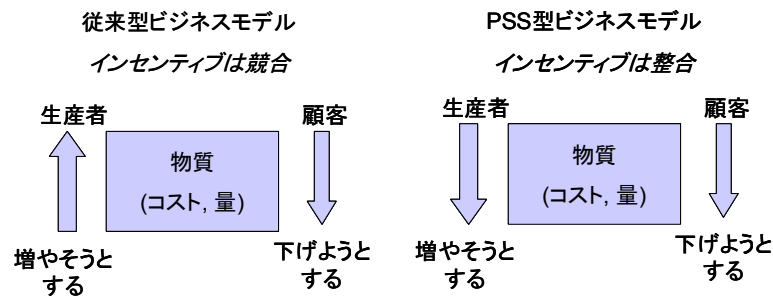 従来型ビジネスモデル
インセンティブは競合
生産者
顧客
物質
(コスト, 量)
増やそうと
する
下げようと
する
PSS型ビジネスモデル
インセンティブは整合
生産者
顧客
物質
(コスト, 量)
増やそうと
する
下げようと
する